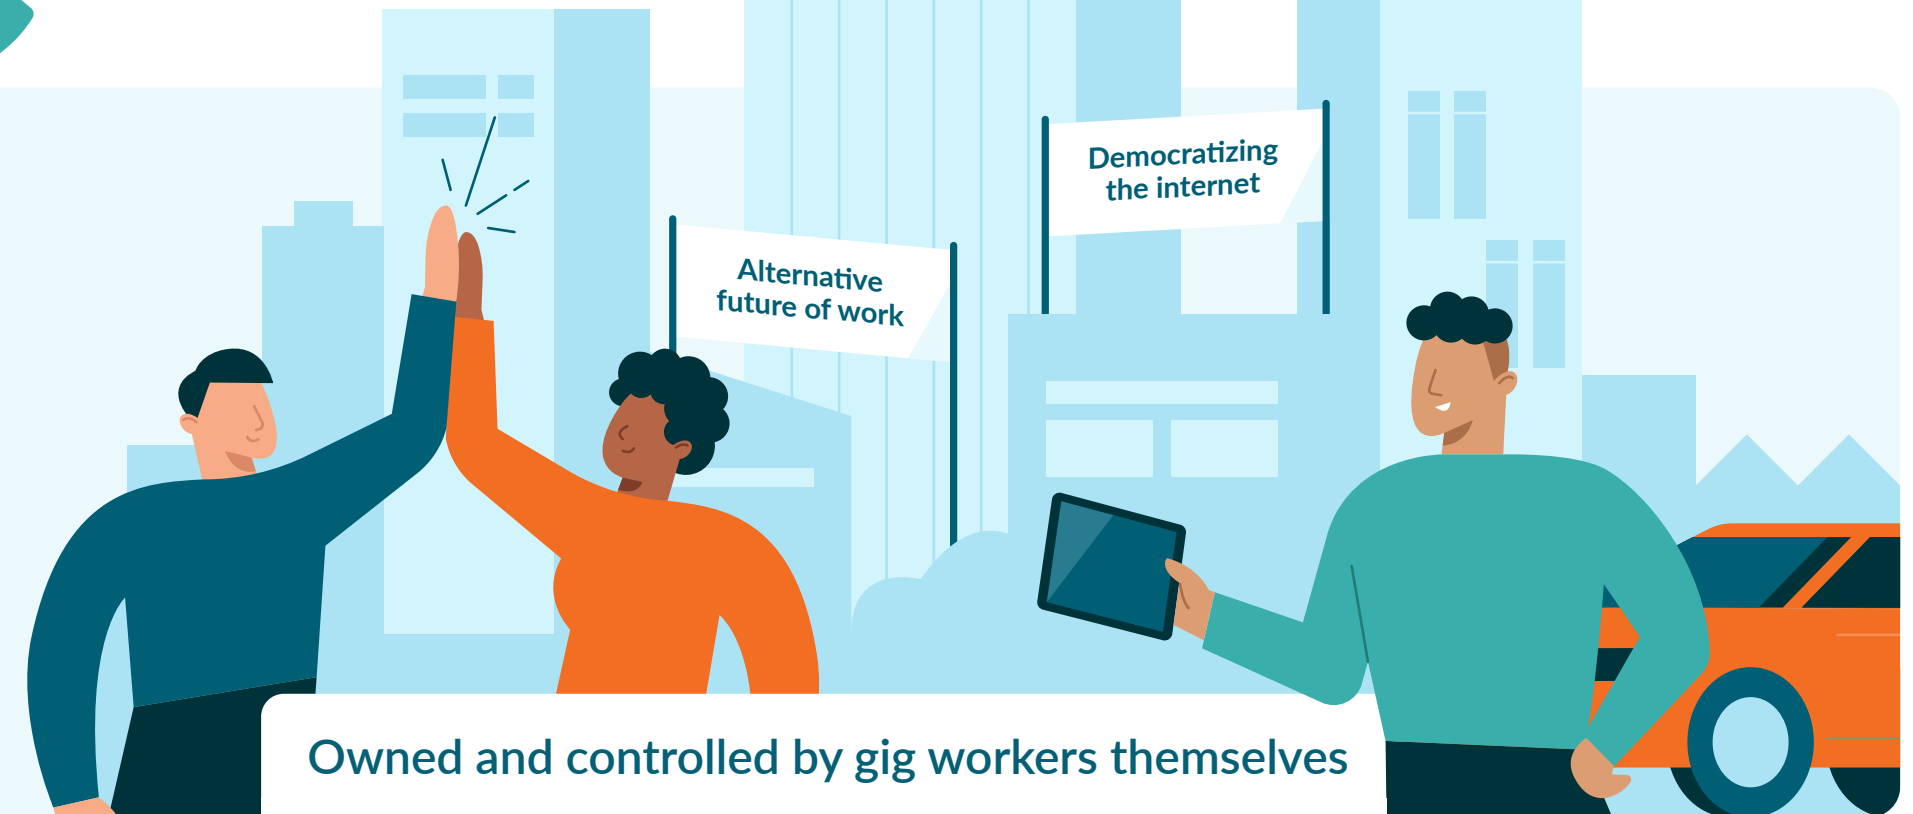 Democratizing
the internet
Alternative
future of work
Owned and controlled by gig workers themselves